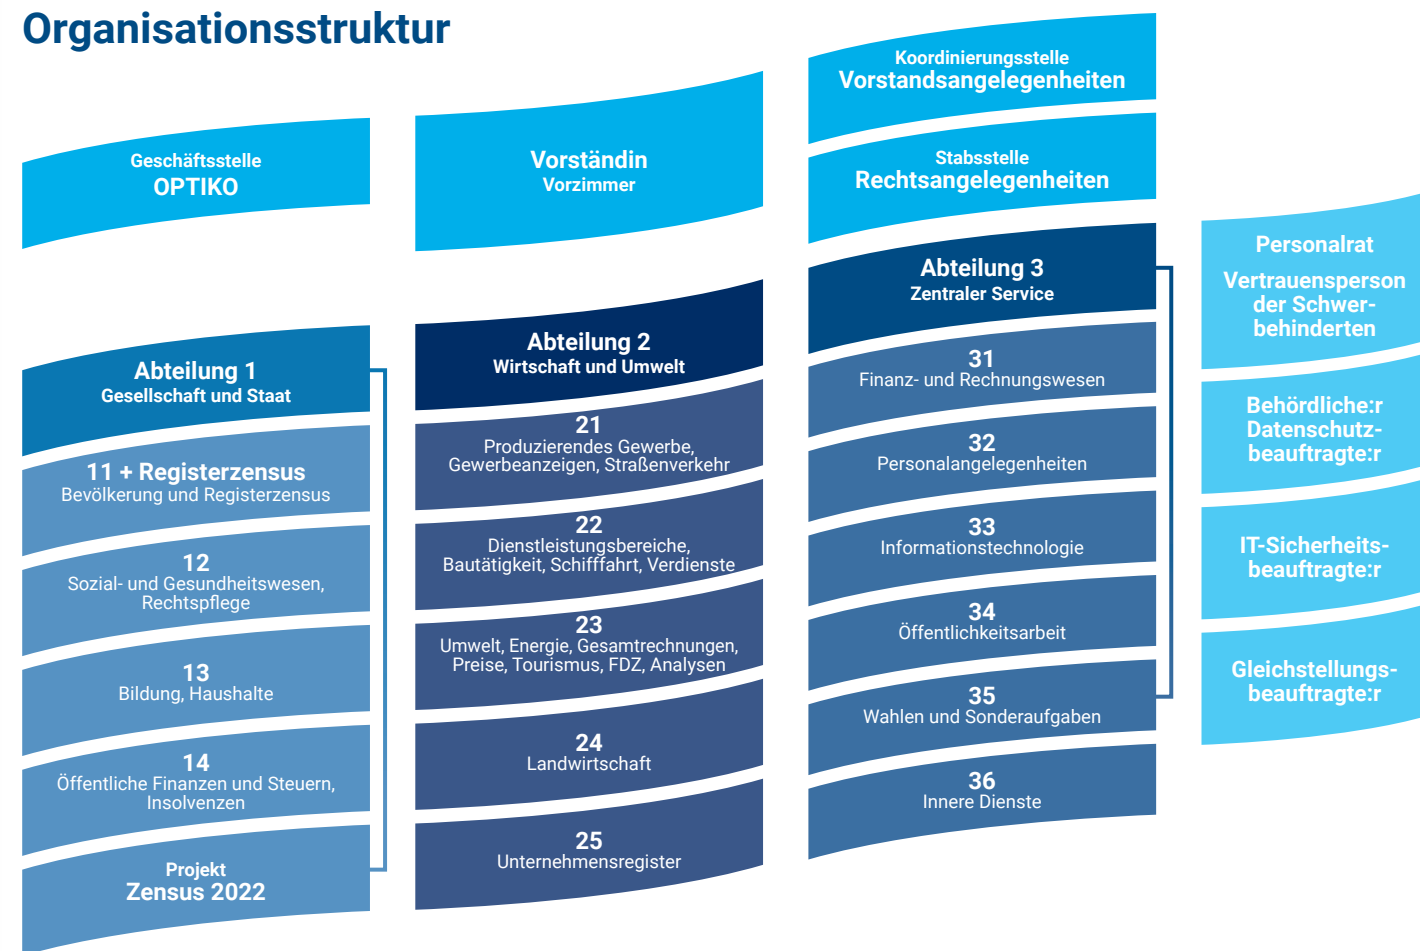 Organisationsstruktur
Geschäftsstelle
OPTIKO
Vorständin
Vorzimmer
Koordinierungsstelle
Vorstandsangelegenheiten
Stabsstelle
Rechtsangelegenheiten
Abteilung 1
Gesellschaft und Staat
11 + Registerzensus
Bevölkerung und Registerzensus
12
Sozial- und Gesundheitswesen,
Rechtspflege
13
Bildung, Haushalte
14
Öffentliche Finanzen und Steuern,
Insolvenzen
Projekt
Zensus 2022
Abteilung 2
Wirtschaft und Umwelt
21
Produzierendes Gewerbe,
Gewerbeanzeigen, Straßenverkehr
22
Dienstleistungsbereiche,
Bautätigkeit, Schifffahrt, Verdienste
23
Umwelt, Energie, Gesamtrechnungen,
Preise, Tourismus, FDZ, Analysen
24
Landwirtschaft
25
Unternehmensregister
Abteilung 3
Zentraler Service
31
Finanz- und Rechnungswesen
32
Personalangelegenheiten
33
Informationstechnologie
34
Öffentlichkeitsarbeit
35
Wahlen und Sonderaufgaben
36
Innere Dienste
Personalrat
Vertrauensperson
der Schwer-
behinderten
Behördliche:r
Datenschutz-
beauftragte:r
IT-Sicherheits-
beauftragte:r
Gleichstellungs-
beauftragte:r